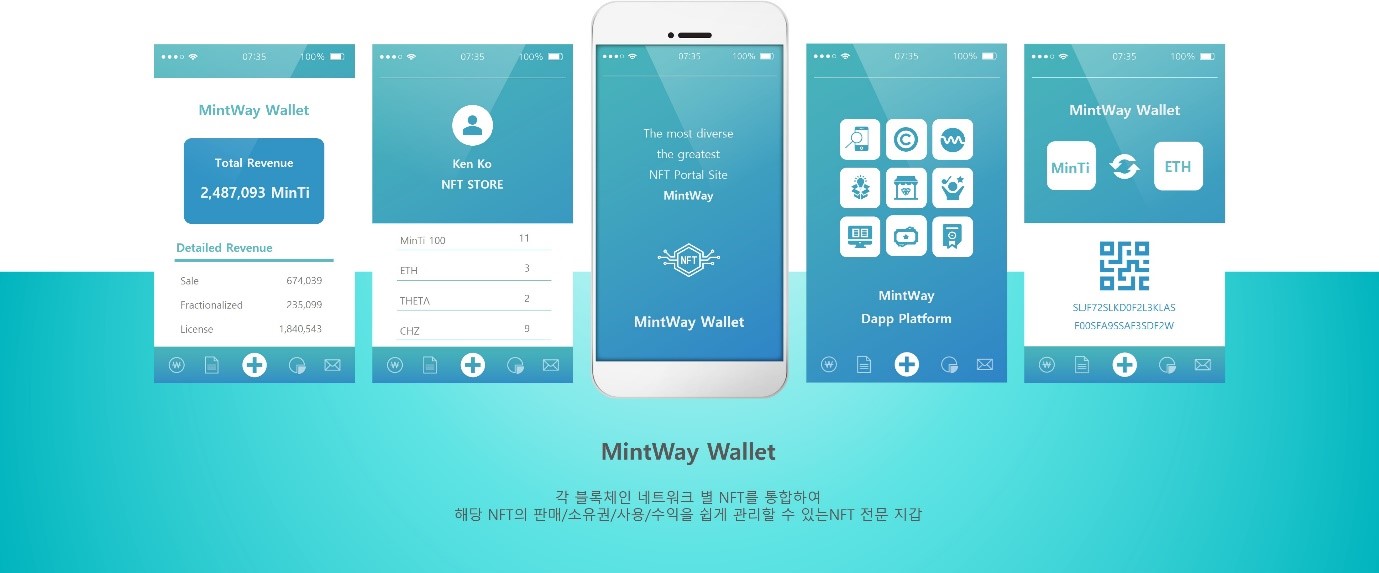 07:35
100%
MintWay Wallet
Total Revenue
2,487,093 MinTi
Detailed Revenue
Sale 674,039
Fractionalized 235,099
License 1,840,543
₩
07:35
100%
Ken Ko
NFT STORE
MinTi 100 11
ETH 3
THETA 2
CHZ 9
₩
07:35
100%
The most diverse
the greatest
NFT Portal Site
MintWay
NFT
MintWay Wallet
07:35
100%
MintWay
Dapp Platform
₩
07:35
100%
MintWay Wallet
MinTi
ETH
SLJF72SLKD0F2L3KLAS
F00SFA9SSAF3SDF2W
₩
MintWay Wallet
각 블록체인 네트워크 별 NFT를 통합하여
해당 NFT의 판매/소유권/사용/수익을 쉽게 관리할 수 있는NFT 전문 지갑